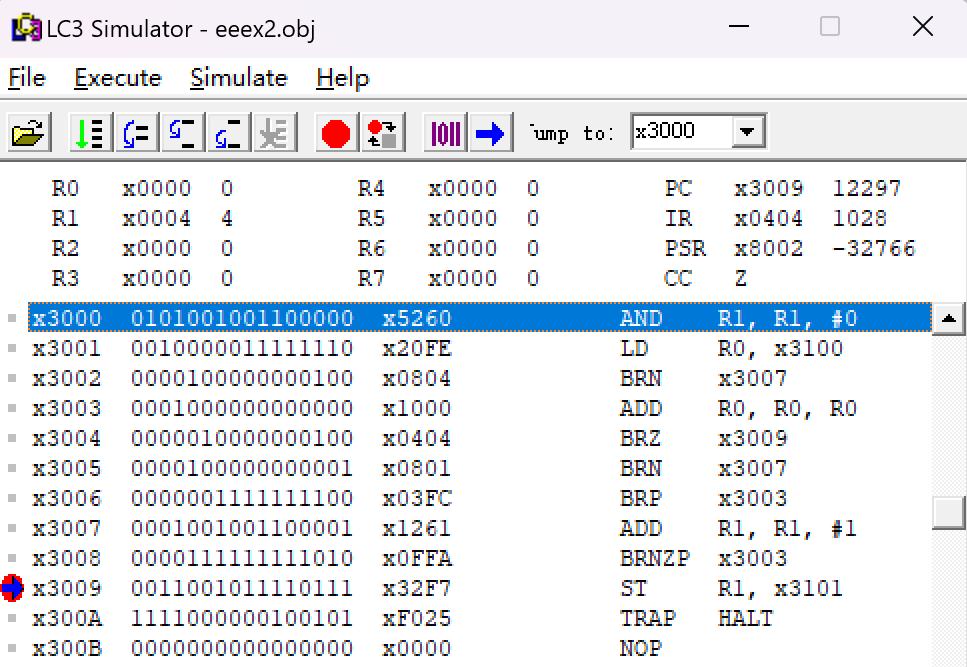 LC3 Simulator - eeex2.obj
File Execute Simulate Help
Jump to: x3000
R0 x0000 0 R4 x0000 0 PC x3009 12297
R1 x0004 4 R5 x0000 0 IR x0404 1028
R2 x0000 0 R6 x0000 0 PSR x8002 -32766
R3 x0000 0 R7 x0000 0 CC Z
x3000 0101001001100000 x5260 AND R1, R1, #0
x3001 0010000011111110 x20FE LD R0, x3100
x3002 0000100000000100 x0804 BRN x3007
x3003 0001000000000000 x1000 ADD R0, R0, R0
x3004 0000010000000100 x0404 BRZ x3009
x3005 0000100000000001 x0801 BRN x3007
x3006 0000001111111100 x03FC BRP x3003
x3007 0001001001100001 x1261 ADD R1, R1, #1
x3008 0000111111111010 x0FFA BRNZP x3003
x3009 0011001011110111 x32F7 ST R1, x3101
x300A 1111000000100101 xF025 TRAP HALT
x300B 0000000000000000 x0000 NOP